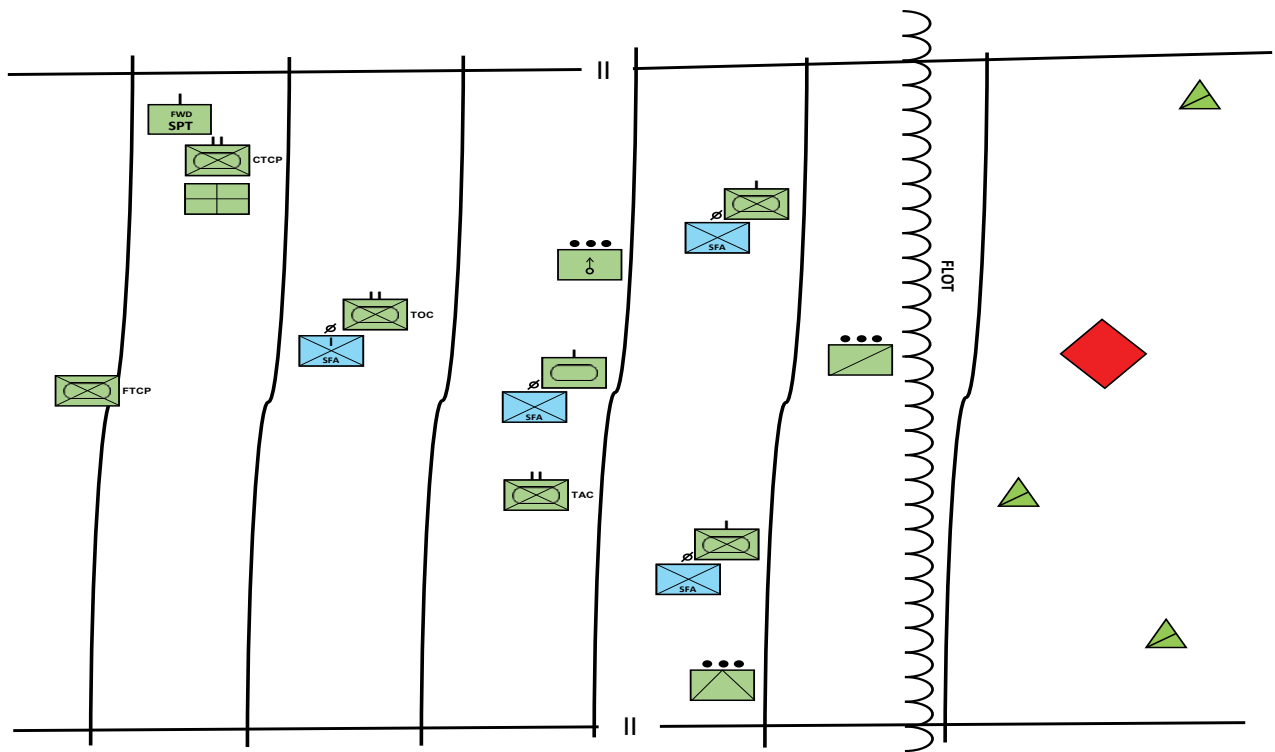 II
FWD
SPT
CTCP
SFA
FLOT
TOC
SFA
FTCP
SFA
TAC
SFA
II